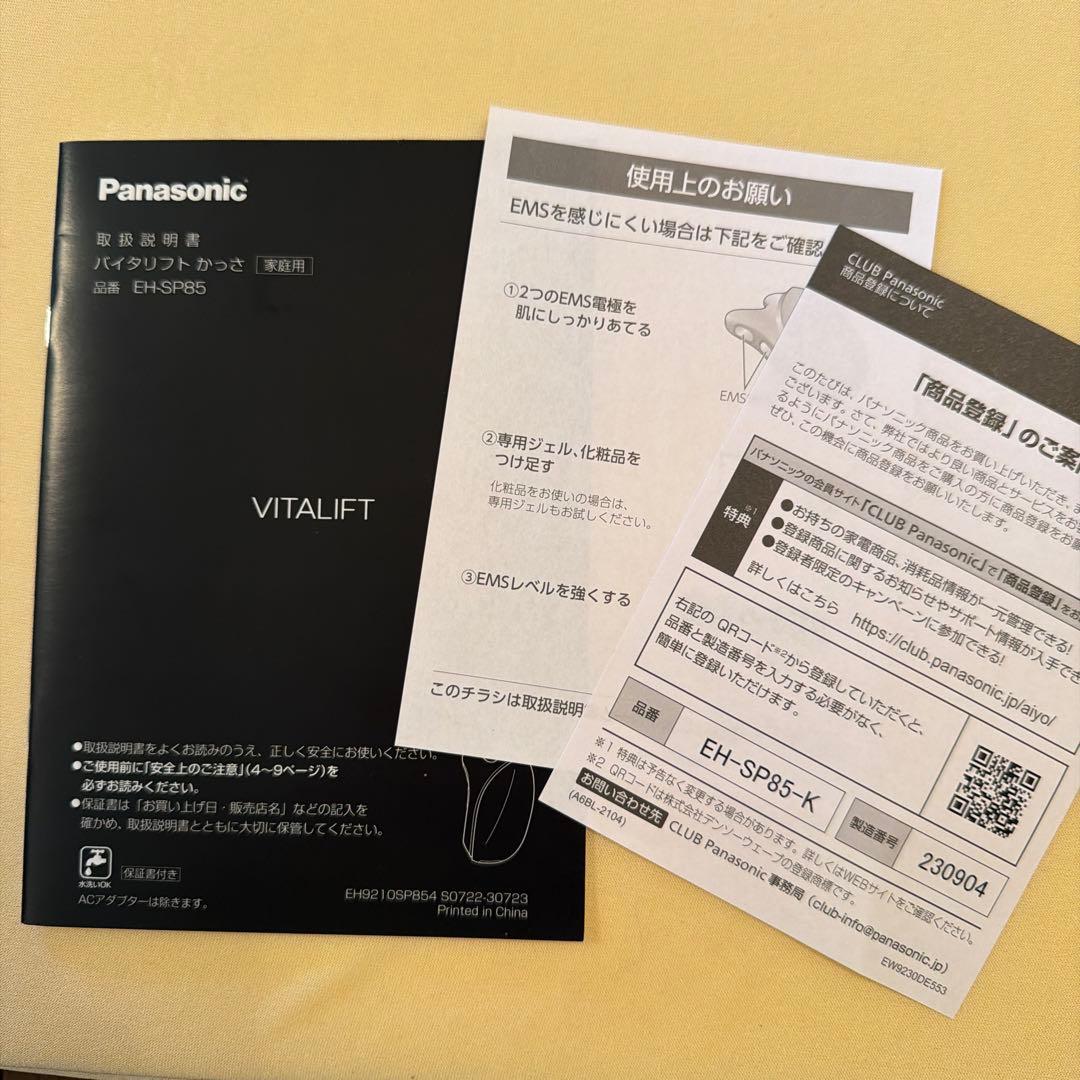 Panasonic
取扱説明書
バイタリフト かっさ 家庭用
品番 EH-SP85
VITALIFT
●取扱説明書をよくお読みのうえ、正しく安全にお使いください。
●ご使用前に「安全上のご注意」(4〜9ページ)を
必ずお読みください。
●保証書は「お買い上げ日・販売店名」などの記入を
確かめ、取扱説明書とともに大切に保管してください。
水洗いOK
保証書付き
ACアダプターは除きます。
EH9210SP854 S0722-30723
Printed in China
使用上のお願い
EMSを感じにくい場合は下記をご確認
①2つのEMS電極を
肌にしっかりあてる
EMS
②専用ジェル、化粧品を
つけ足す
化粧品をお使いの場合は、
専用ジェルもお試しください。
③EMSレベルを強くする
このチラシは取扱説明
CLUB Panasonic
商品登録について
「商品登録」のご案
このたびは、パナソニック商品をお買い上げいただき、ま
ございます。さて、弊社ではより良い商品とサービスをお
るようにパナソニック商品をご購入の方に商品登録をお願
ぜひ、この機会に商品登録をお願いいたします。
パナソニックの会員サイト「CLUB Panasonic」で「商品登録」をお
特典※1
●お持ちの家電商品、消耗品情報が一元管理できる!
●登録商品に関するお知らせやサポート情報が入手でき
●登録者限定のキャンペーンに参加できる!
詳しくはこちら https://club.panasonic.jp/aiyo/
右記の QRコード※2から登録していただくと、
品番と製造番号を入力する必要がなく、
簡単に登録いただけます。
品番 EH-SP85-K
製造番号 230904
※1 特典は予告なく変更する場合があります。詳しくはWEBサイトをご確認ください。
※2 QRコードは株式会社デンソーウェーブの登録商標です。
お問い合わせ先 CLUB Panasonic 事務局 (club-info@panasonic.jp)
(A6BL-2104)
EW9230DE553